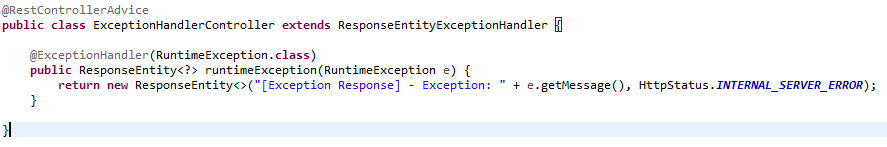 @RestControllerAdvice
public class ExceptionHandlerController extends ResponseEntityExceptionHandler {
@ExceptionHandler(RuntimeException.class)
public ResponseEntity<?> runtimeException(RuntimeException e) {
return new ResponseEntity<>("[Exception Response] - Exception: " + e.getMessage(), HttpStatus.INTERNAL_SERVER_ERROR);
}
}